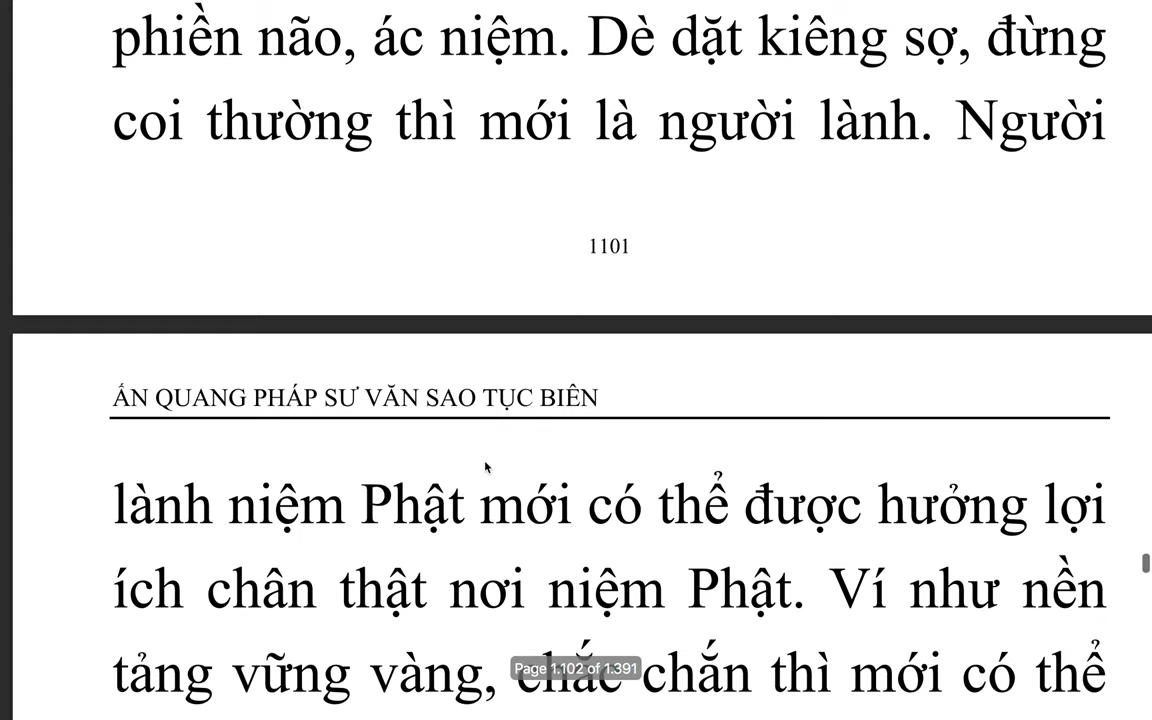 phiền não, ác niệm. Dè dặt kiêng sợ, đừng
coi thường thì mới là người lành. Người
1101
ẤN QUANG PHÁP SƯ VĂN SAO TỤC BIÊN
lành niệm Phật mới có thể được hưởng lợi
ích chân thật nơi niệm Phật. Ví như nền
tảng vững vàng, chắc chắn thì mới có thể
Page 1.102 of 1.391